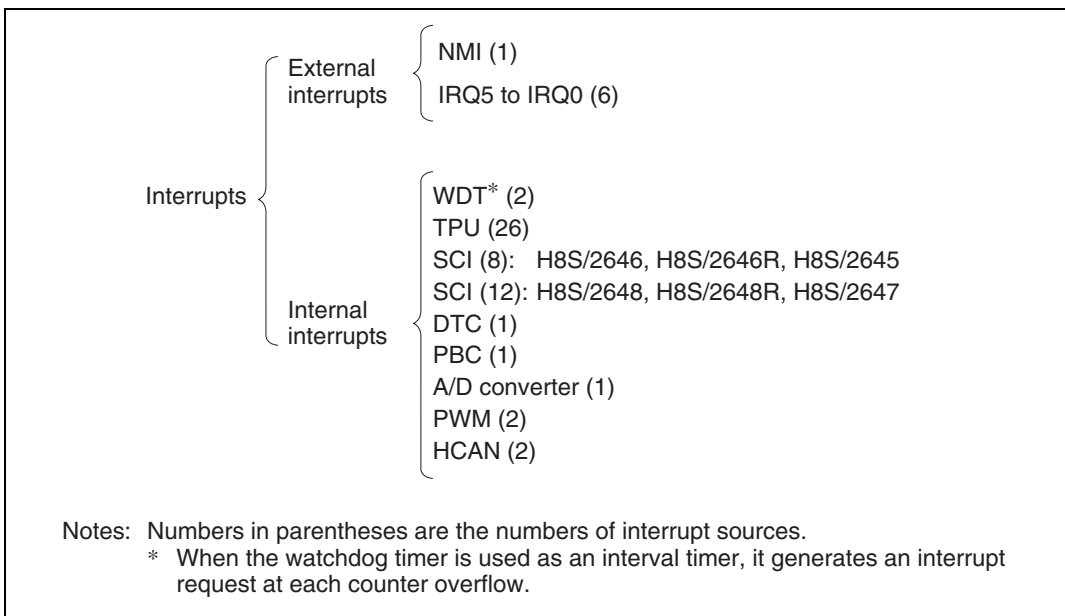 NMI (1)
External
interrupts
IRQ5 to IRQ0 (6)
Interrupts
WDT* (2)
TPU (26)
SCI (8): H8S/2646, H8S/2646R, H8S/2645
SCI (12): H8S/2648, H8S/2648R, H8S/2647
Internal
interrupts
DTC (1)
PBC (1)
A/D converter (1)
PWM (2)
HCAN (2)
Notes: Numbers in parentheses are the numbers of interrupt sources.
* When the watchdog timer is used as an interval timer, it generates an interrupt
request at each counter overflow.